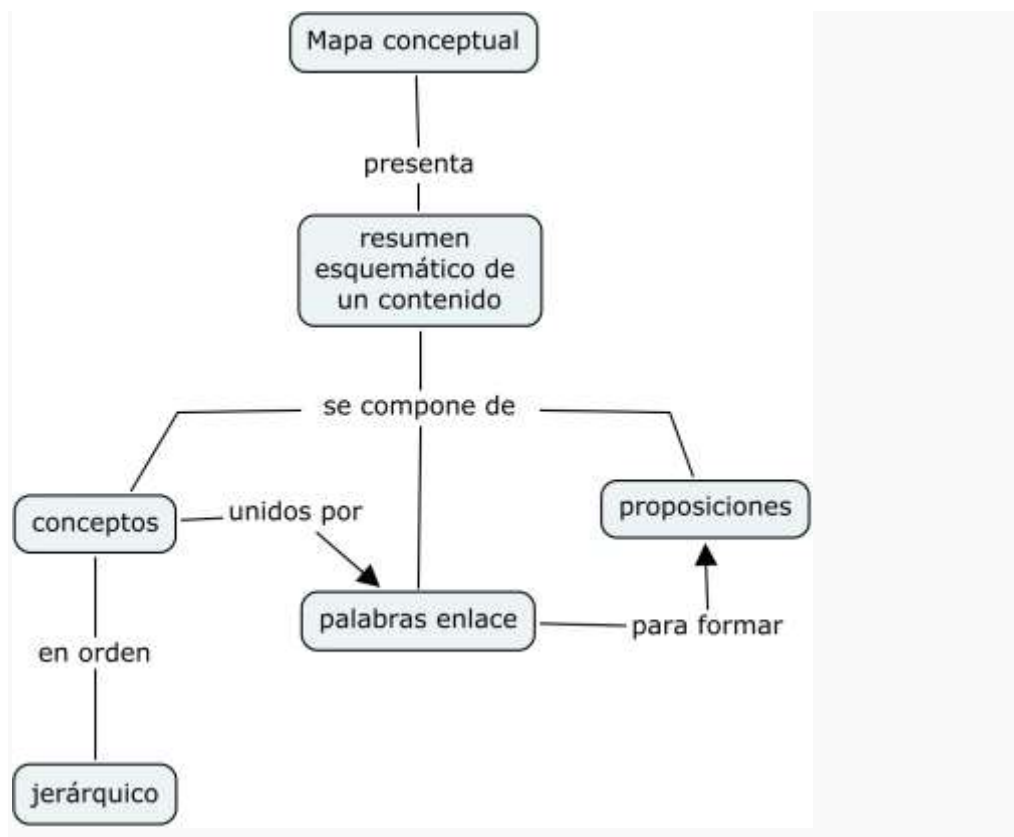 Mapa conceptual
presenta
resumen
esquemático de
un contenido
se compone de
conceptos
unidos por
proposiciones
palabras enlace
para formar
en orden
jerárquico